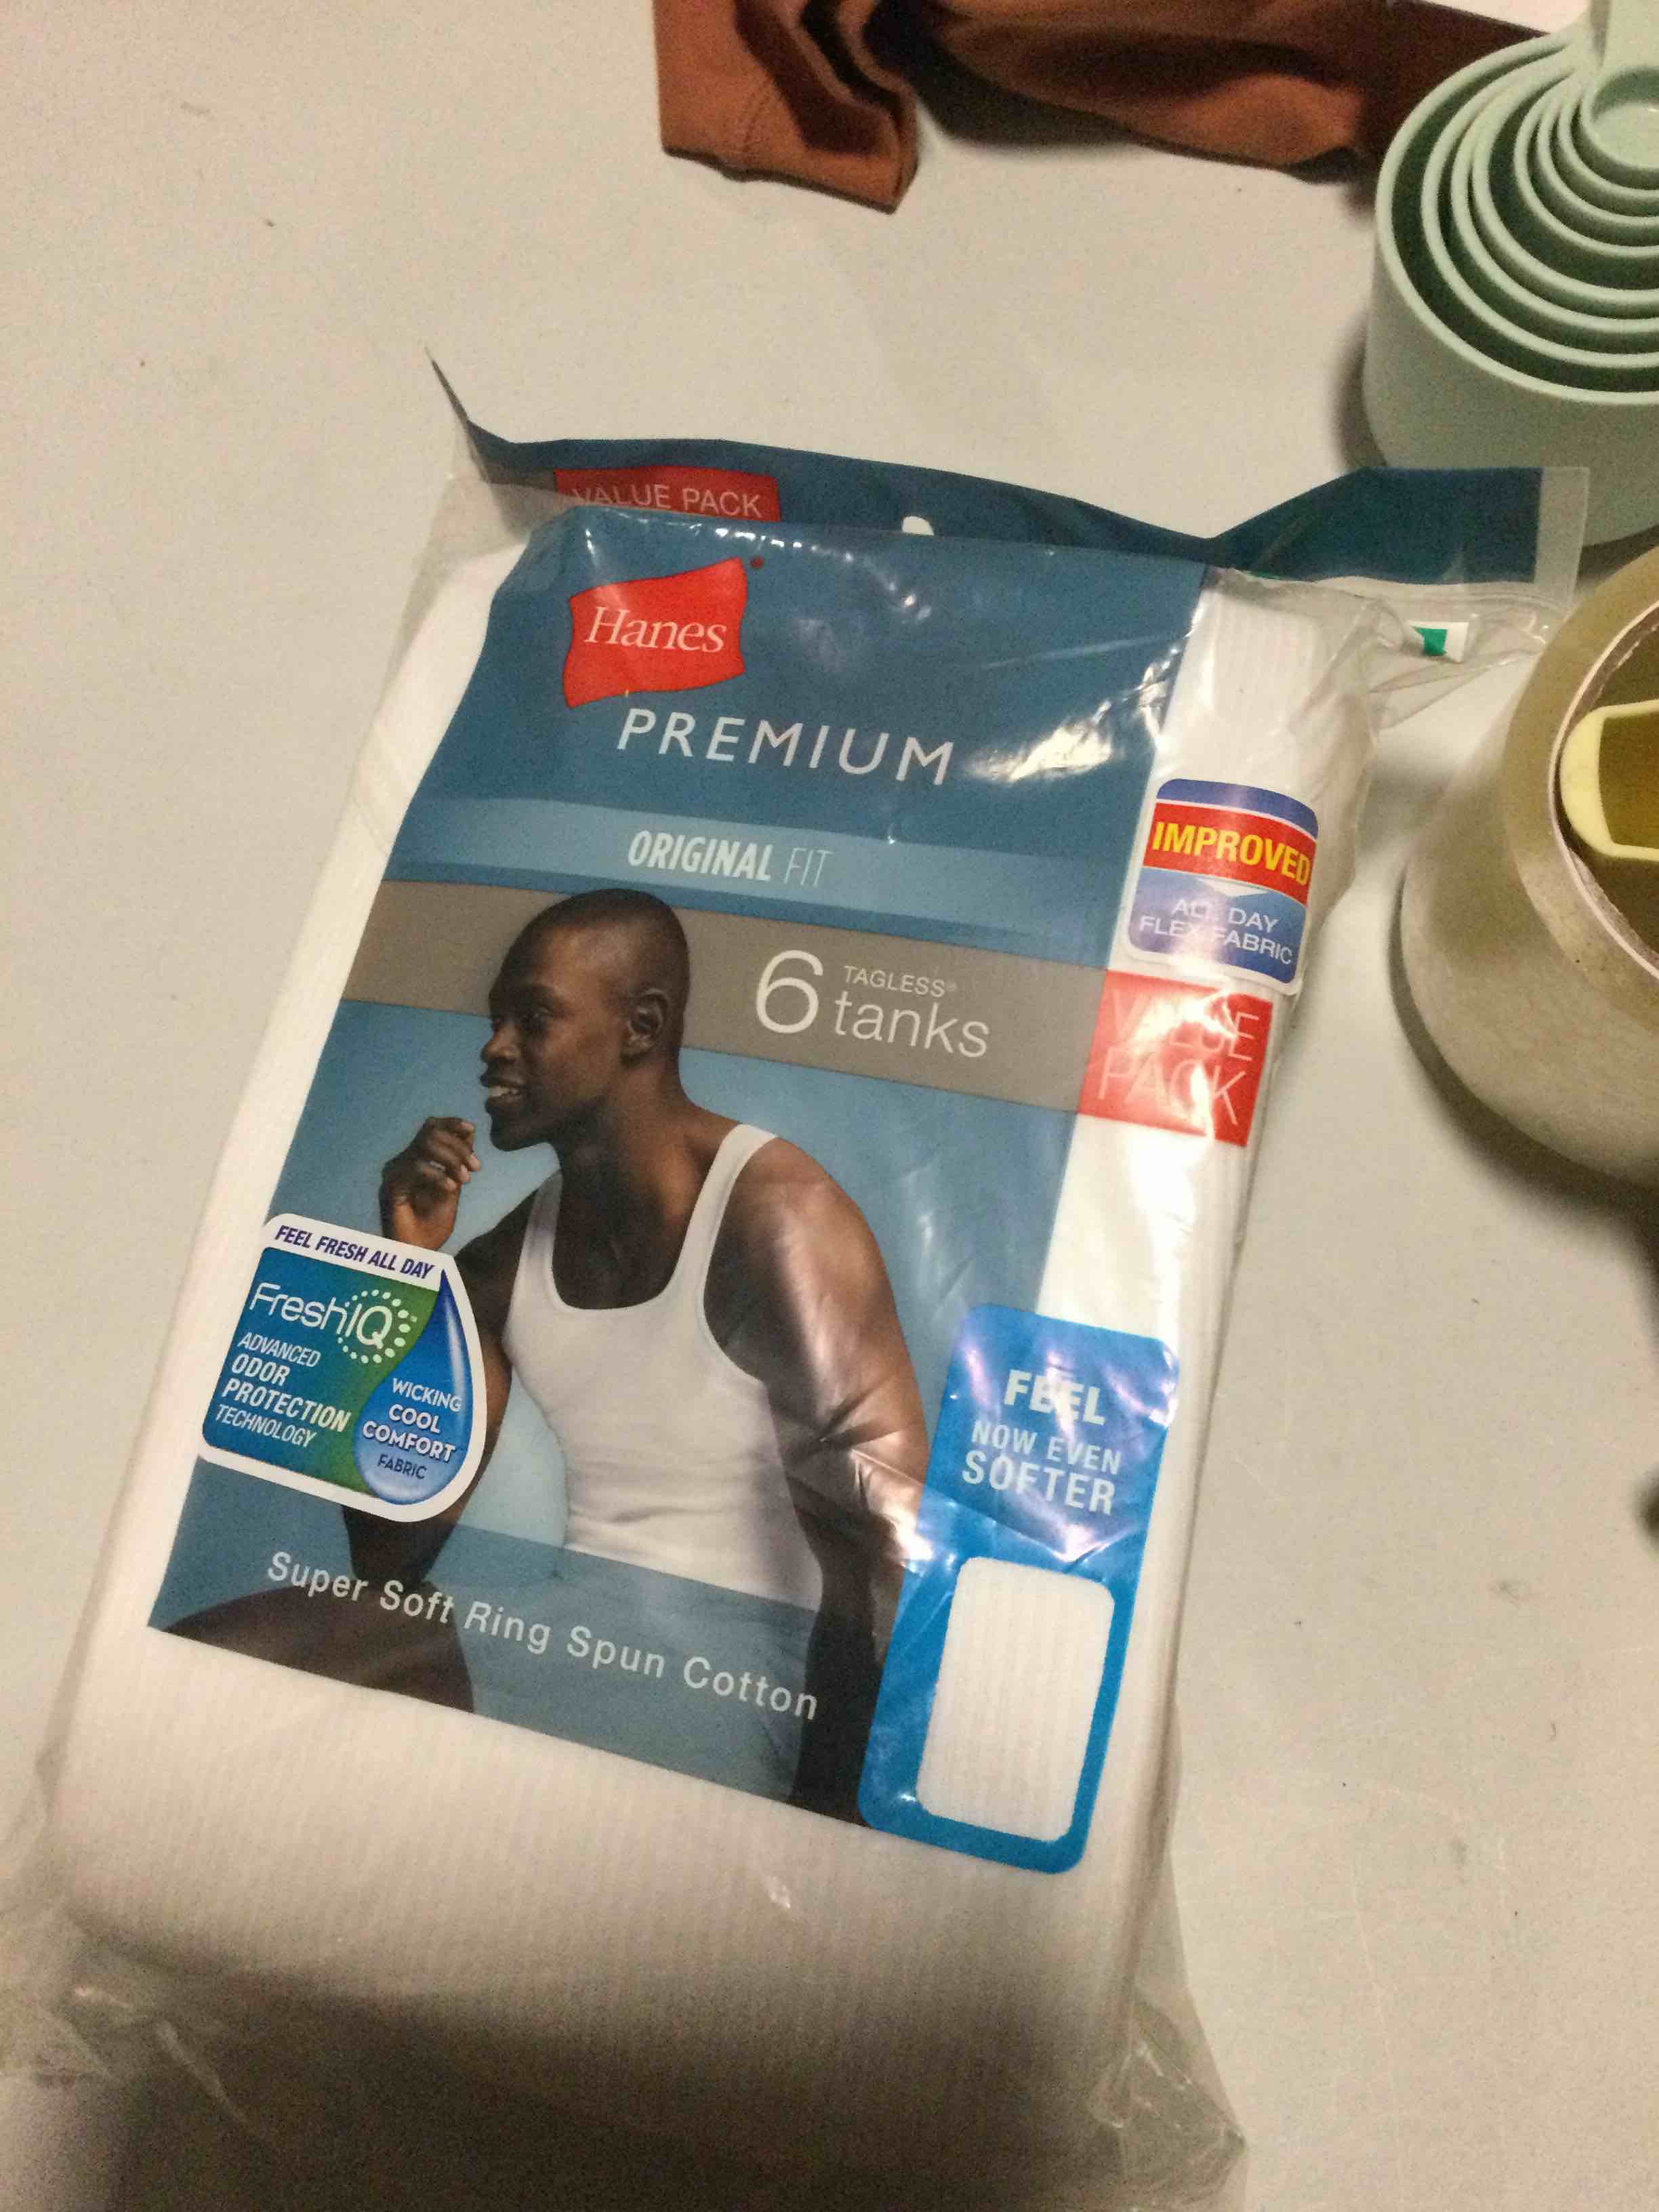 VALUE PACK
Hanes
PREMIUM
ORIGINAL FIT
IMPROVED
ALL DAY
FLEX FABRIC
6 TAGLESS®
tanks
VALUE
PACK
FEEL FRESH ALL DAY
FreshIQ
ADVANCED
ODOR
PROTECTION
TECHNOLOGY
WICKING
COOL
COMFORT
FABRIC
FEEL
NOW EVEN
SOFTER
Super Soft Ring Spun Cotton